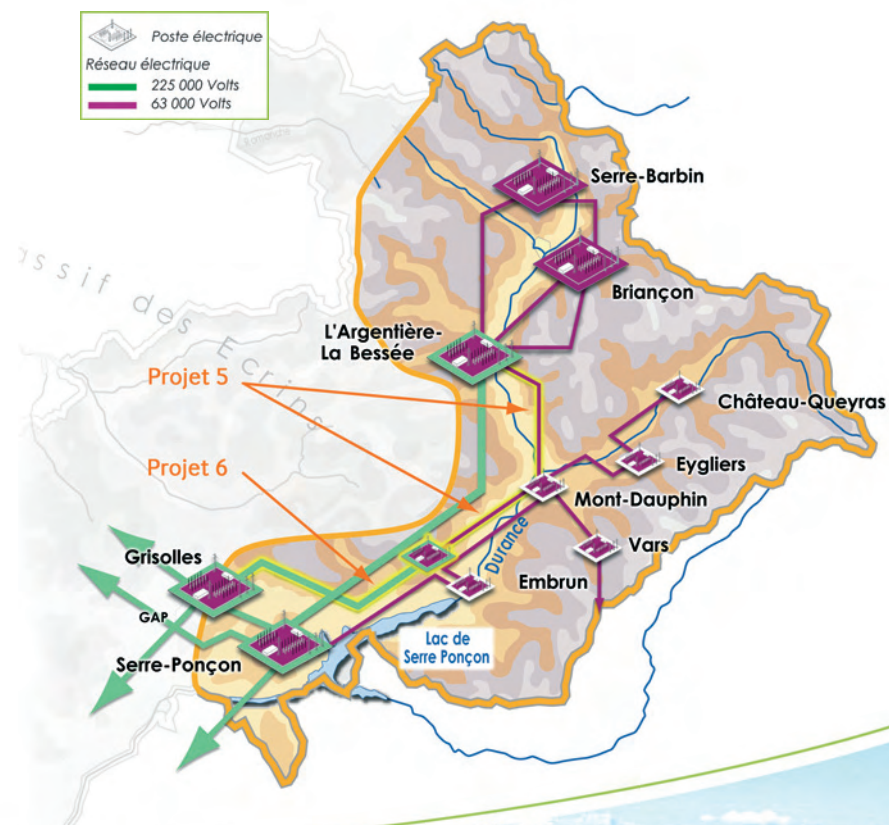 Poste électrique
Réseau électrique
225 000 Volts
63 000 Volts
Romanche
assif des Ecrins
Serre-Barbin
Briançon
L'Argentière-
La Bessée
Projet 5
Château-Queyras
Eygliers
Projet 6
Mont-Dauphin
Durance
Vars
Grisolles
Embrun
GAP
Lac de
Serre Ponçon
Serre-Ponçon